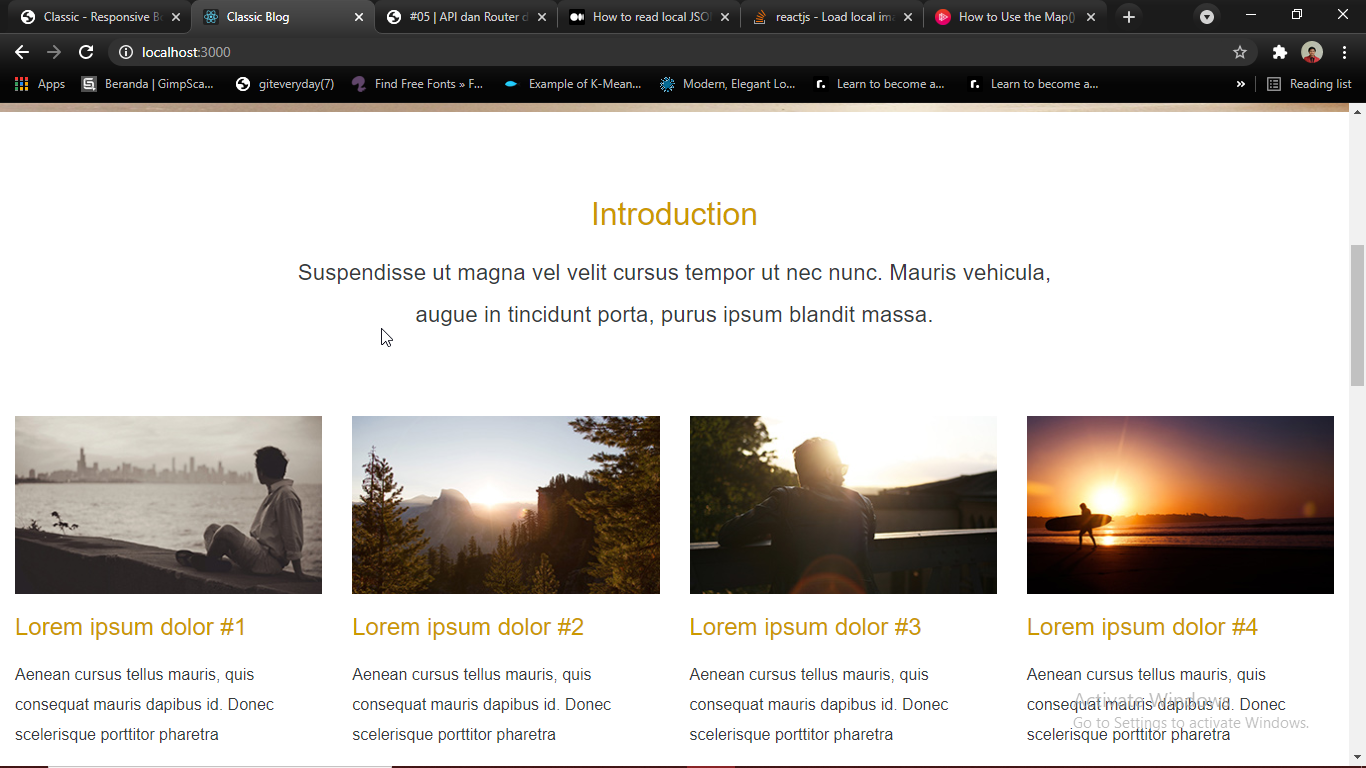 Classic - Responsive Bo
Classic Blog
#05 | API dan Router d
How to read local JSO
reactjs - Load local ima
How to Use the Map()
localhost:3000
Apps
Beranda | GimpSca...
giteveryday(7)
Find Free Fonts » F...
Example of K-Mean...
Modern, Elegant Lo...
Learn to become a...
Learn to become a...
»
Reading list
Introduction
Suspendisse ut magna vel velit cursus tempor ut nec nunc. Mauris vehicula,
augue in tincidunt porta, purus ipsum blandit massa.
Lorem ipsum dolor #1
Aenean cursus tellus mauris, quis
consequat mauris dapibus id. Donec
scelerisque porttitor pharetra
Lorem ipsum dolor #2
Aenean cursus tellus mauris, quis
consequat mauris dapibus id. Donec
scelerisque porttitor pharetra
Lorem ipsum dolor #3
Aenean cursus tellus mauris, quis
consequat mauris dapibus id. Donec
scelerisque porttitor pharetra
Lorem ipsum dolor #4
Aenean cursus tellus mauris, quis
consequat mauris dapibus id. Donec
scelerisque porttitor pharetra
Activate Windows
Go to Settings to activate Windows.